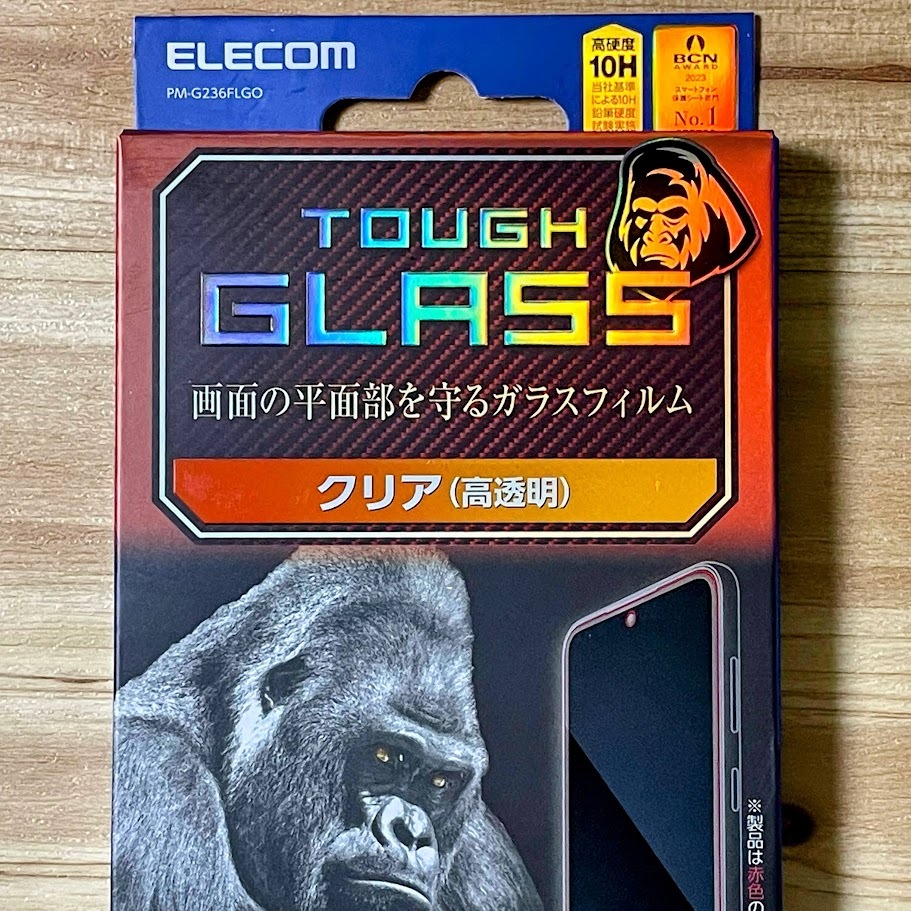 ELECOM
PM-G236FLGO
高硬度
10H
当社基準
による10H
鉛筆硬度
試験実施
BCN
AWARD
2023
スマートフォン
保護シート部門
No.1
TOUGH
GLASS
画面の平面部を守るガラスフィルム
クリア(高透明)
※製品は赤色の